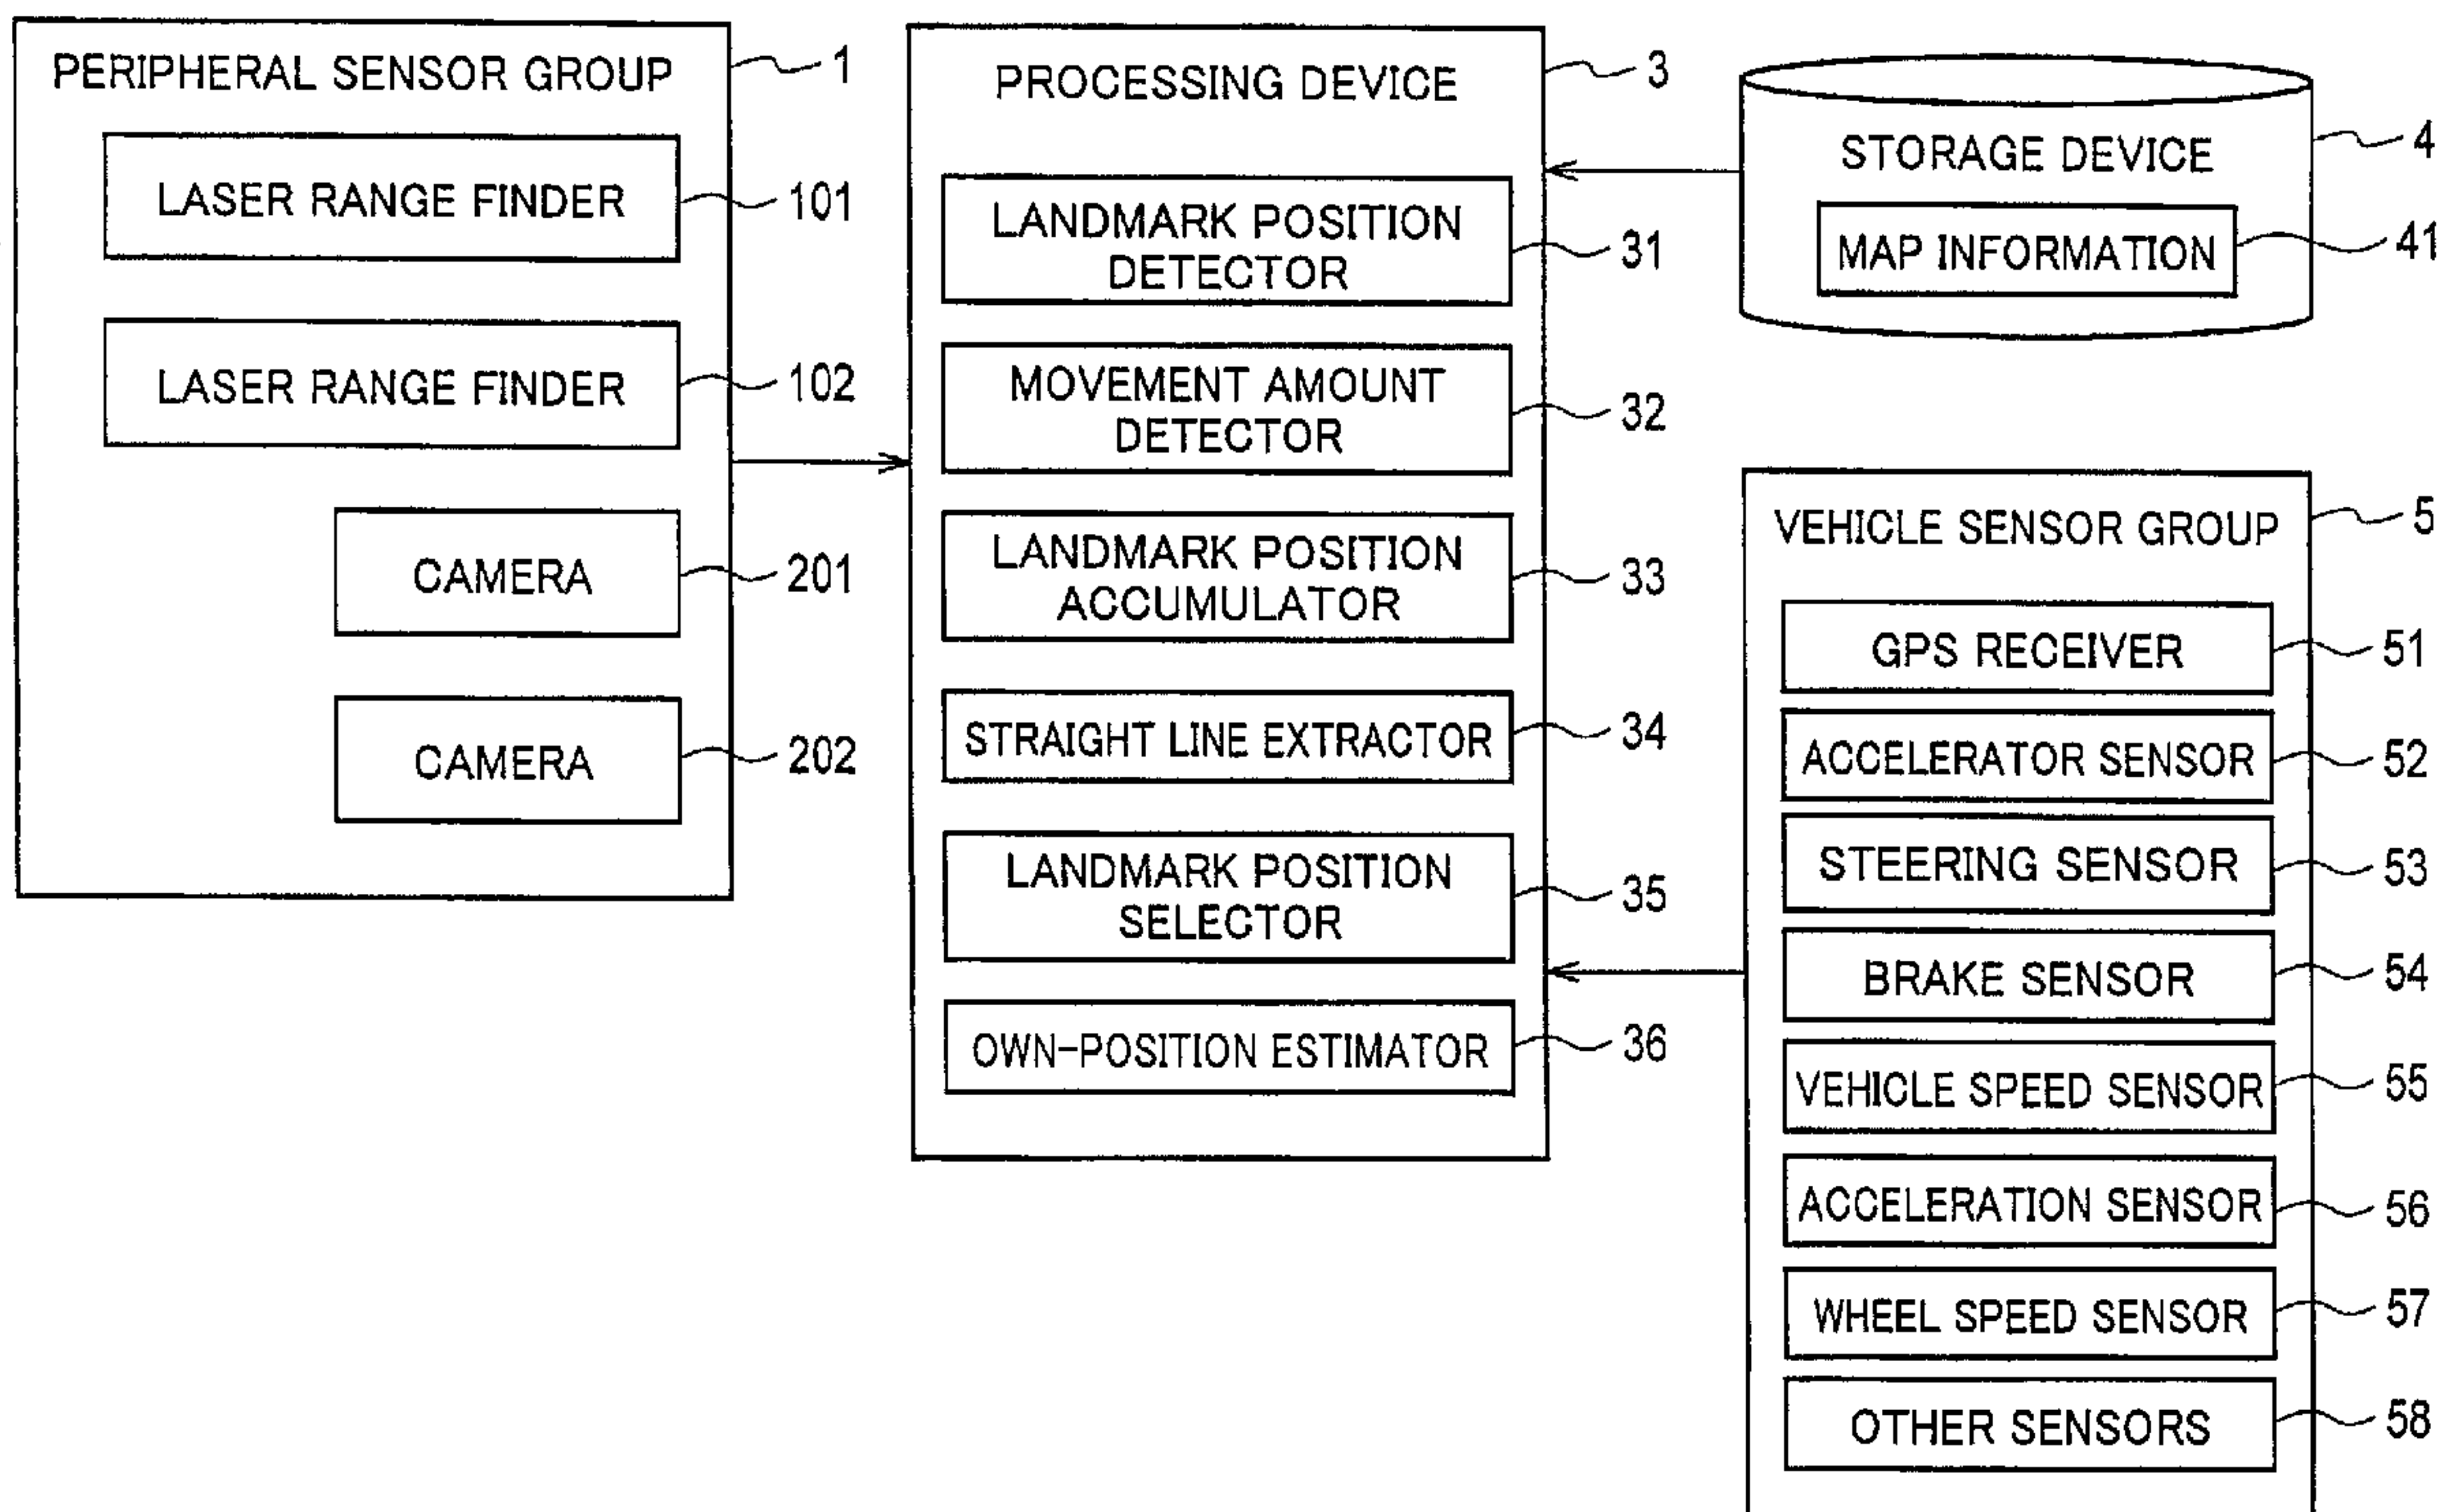 PERIPHERAL SENSOR GROUP
1
LASER RANGE FINDER
101
LASER RANGE FINDER
102
CAMERA
201
CAMERA
202
PROCESSING DEVICE
3
LANDMARK POSITION
DETECTOR
31
MOVEMENT AMOUNT
DETECTOR
32
LANDMARK POSITION
ACCUMULATOR
33
STRAIGHT LINE EXTRACTOR
34
LANDMARK POSITION
SELECTOR
35
OWN-POSITION ESTIMATOR
36
STORAGE DEVICE
4
MAP INFORMATION
41
VEHICLE SENSOR GROUP
5
GPS RECEIVER
51
ACCELERATOR SENSOR
52
STEERING SENSOR
53
BRAKE SENSOR
54
VEHICLE SPEED SENSOR
55
ACCELERATION SENSOR
56
WHEEL SPEED SENSOR
57
OTHER SENSORS
58